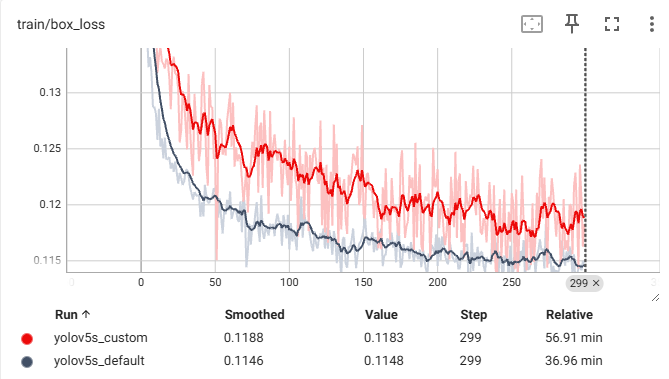 train/box_loss
0.13
0.125
0.12
0.115
0 50 100 150 200 250 299 ×
Run ↑ Smoothed Value Step Relative
yolov5s_custom 0.1188 0.1183 299 56.91 min
yolov5s_default 0.1146 0.1148 299 36.96 min